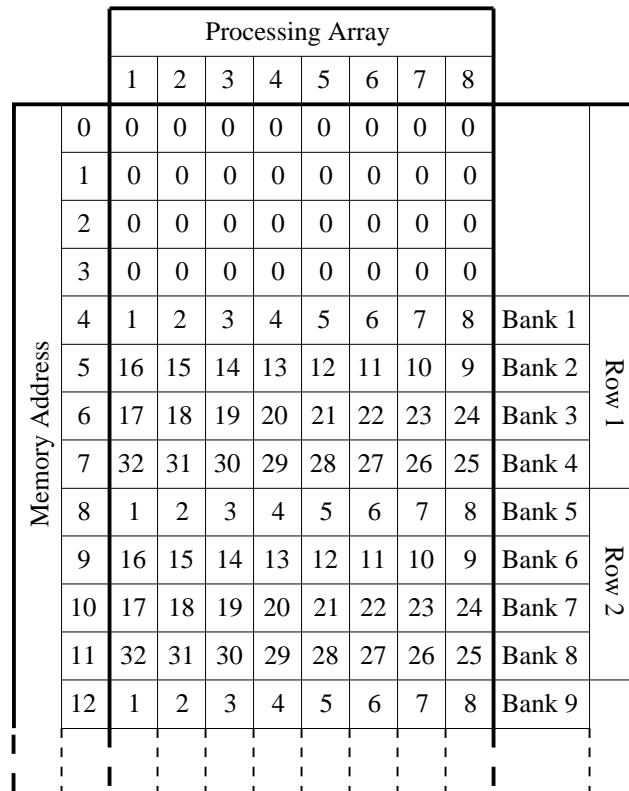 Processing Array
1 2 3 4 5 6 7 8
Memory Address
0 0 0 0 0 0 0 0 0
1 0 0 0 0 0 0 0 0
2 0 0 0 0 0 0 0 0
3 0 0 0 0 0 0 0 0
4 1 2 3 4 5 6 7 8 Bank 1
5 16 15 14 13 12 11 10 9 Bank 2
6 17 18 19 20 21 22 23 24 Bank 3
7 32 31 30 29 28 27 26 25 Bank 4
Row 1
8 1 2 3 4 5 6 7 8 Bank 5
9 16 15 14 13 12 11 10 9 Bank 6
10 17 18 19 20 21 22 23 24 Bank 7
11 32 31 30 29 28 27 26 25 Bank 8
Row 2
12 1 2 3 4 5 6 7 8 Bank 9